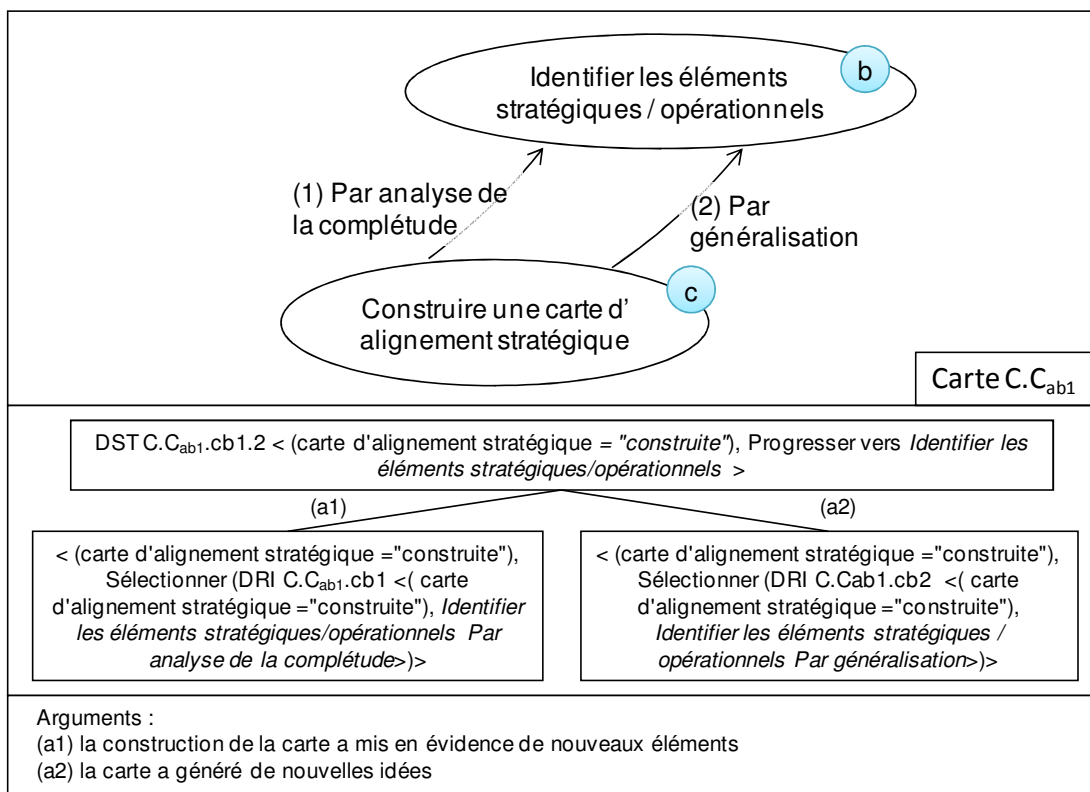 Identifier les éléments
stratégiques / opérationnels
b
(1) Par analyse de
la complétude
(2) Par
généralisation
Construire une carte d'
alignement stratégique
c
Carte C.Cab1
DST C.Cab1.cb1.2 < (carte d'alignement stratégique = "construite"), Progresser vers Identifier les
éléments stratégiques/opérationnels >
(a1)
(a2)
< (carte d'alignement stratégique ="construite"),
Sélectionner (DRI C.Cab1.cb1 <( carte
d'alignement stratégique ="construite"), Identifier
les éléments stratégiques/opérationnels Par
analyse de la complétude>)>
< (carte d'alignement stratégique ="construite"),
Sélectionner (DRI C.Cab1.cb2 <( carte
d'alignement stratégique ="construite"),
Identifier les éléments stratégiques /
opérationnels Par généralisation>)>
Arguments :
(a1) la construction de la carte a mis en évidence de nouveaux éléments
(a2) la carte a généré de nouvelles idées